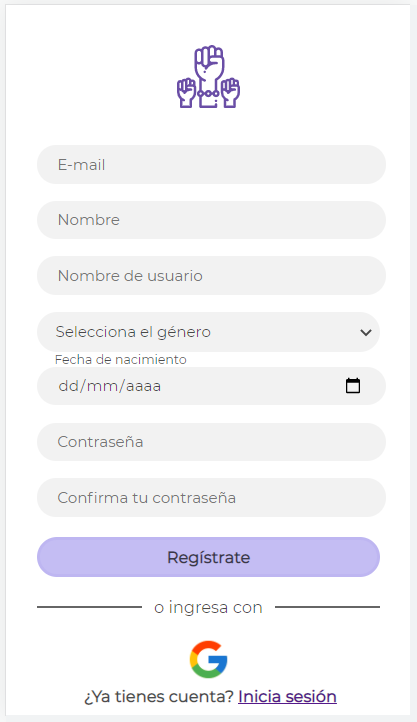 E-mail
Nombre
Nombre de usuario
Selecciona el género
Fecha de nacimiento
dd/mm/aaaa
Contraseña
Confirma tu contraseña
Regístrate
o ingresa con
¿Ya tienes cuenta? Inicia sesión